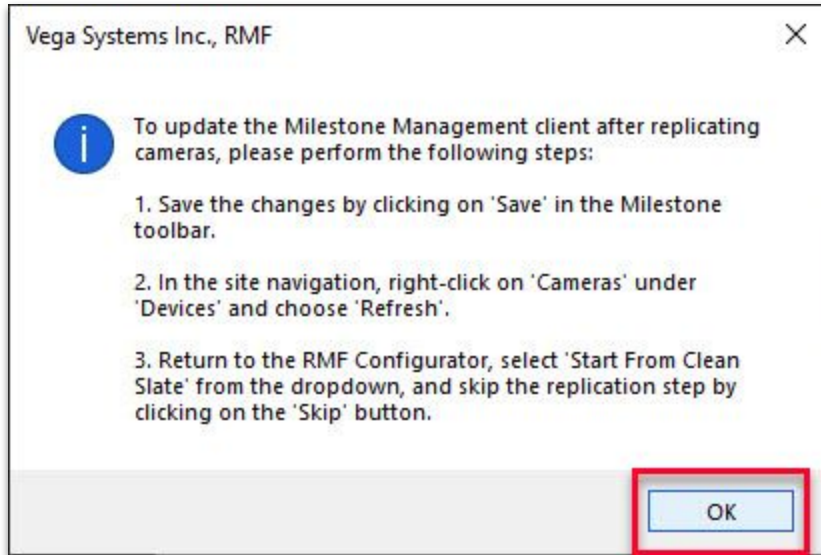 Vega Systems Inc., RMF
To update the Milestone Management client after replicating
cameras, please perform the following steps:
1. Save the changes by clicking on 'Save' in the Milestone
toolbar.
2. In the site navigation, right-click on 'Cameras' under
'Devices' and choose 'Refresh'.
3. Return to the RMF Configurator, select 'Start From Clean
Slate' from the dropdown, and skip the replication step by
clicking on the 'Skip' button.
OK